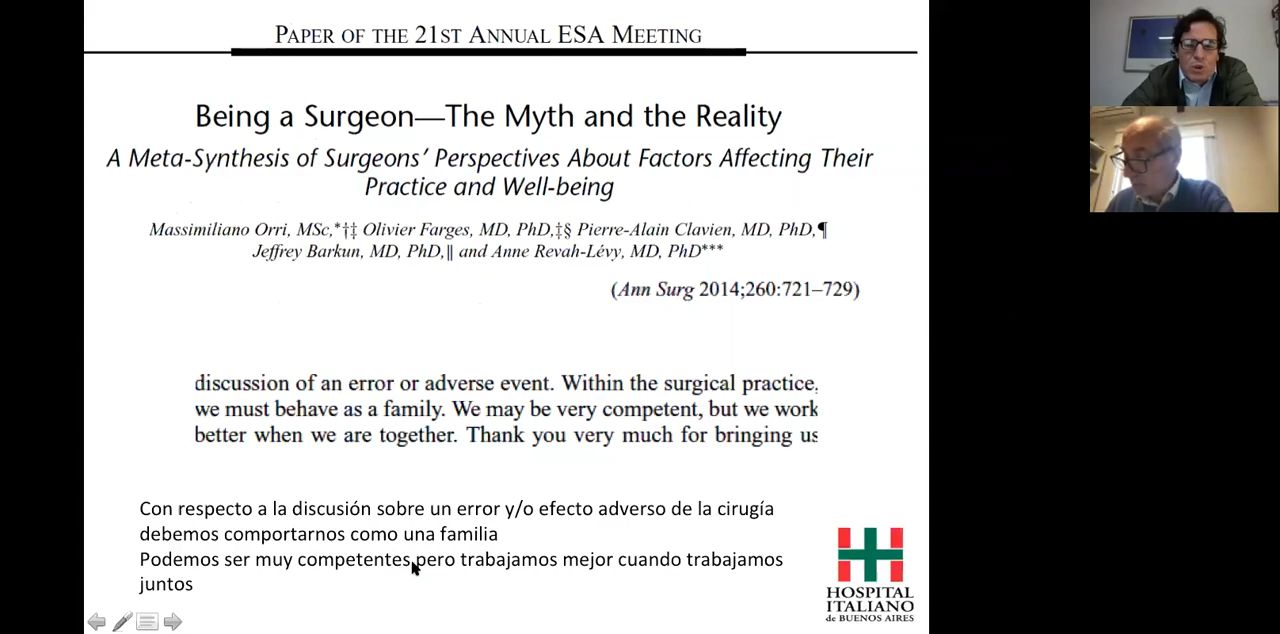 PAPER OF THE 21ST ANNUAL ESA MEETING
Being a Surgeon—The Myth and the Reality
A Meta-Synthesis of Surgeons’ Perspectives About Factors Affecting Their
Practice and Well-being
Massimiliano Orri, MSc,*†‡ Olivier Farges, MD, PhD,‡§ Pierre-Alain Clavien, MD, PhD,¶
Jeffrey Barkun, MD, PhD,|| and Anne Revah-Lévy, MD, PhD***
(Ann Surg 2014;260:721–729)
discussion of an error or adverse event. Within the surgical practice,
we must behave as a family. We may be very competent, but we work
better when we are together. Thank you very much for bringing us
Con respecto a la discusión sobre un error y/o efecto adverso de la cirugía
debemos comportarnos como una familia
Podemos ser muy competentes pero trabajamos mejor cuando trabajamos
juntos
HOSPITAL
ITALIANO
de BUENOS AIRES